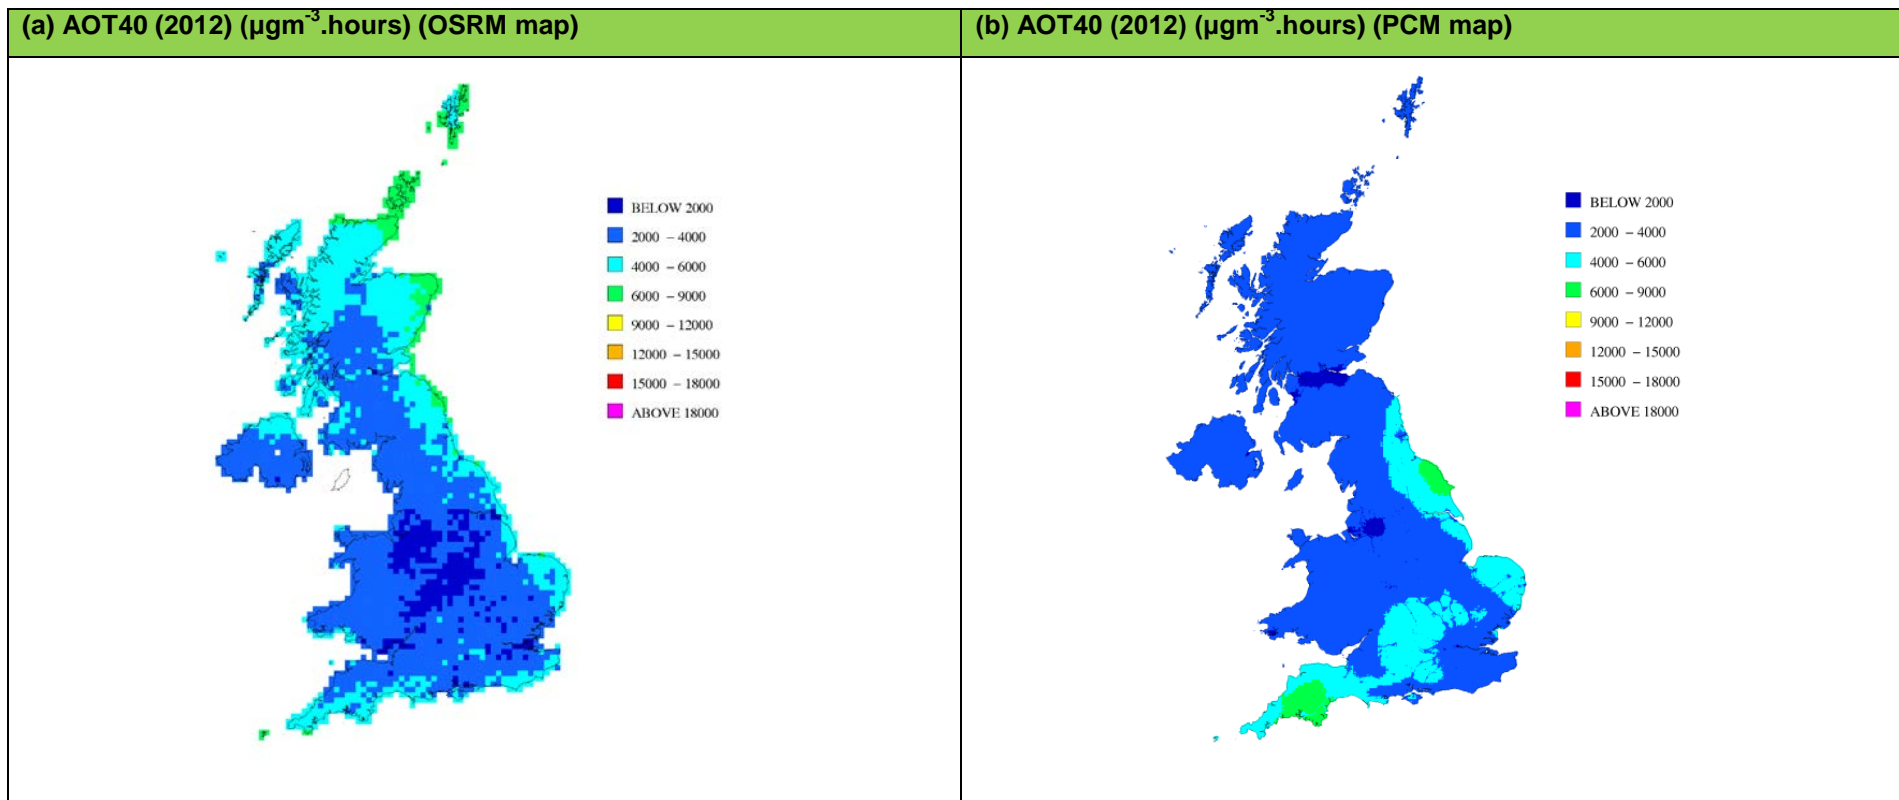 (a) AOT40 (2012) (µgm⁻³.hours) (OSRM map)
(b) AOT40 (2012) (µgm⁻³.hours) (PCM map)
BELOW 2000
2000 – 4000
4000 – 6000
6000 – 9000
9000 – 12000
12000 – 15000
15000 – 18000
ABOVE 18000
BELOW 2000
2000 – 4000
4000 – 6000
6000 – 9000
9000 – 12000
12000 – 15000
15000 – 18000
ABOVE 18000